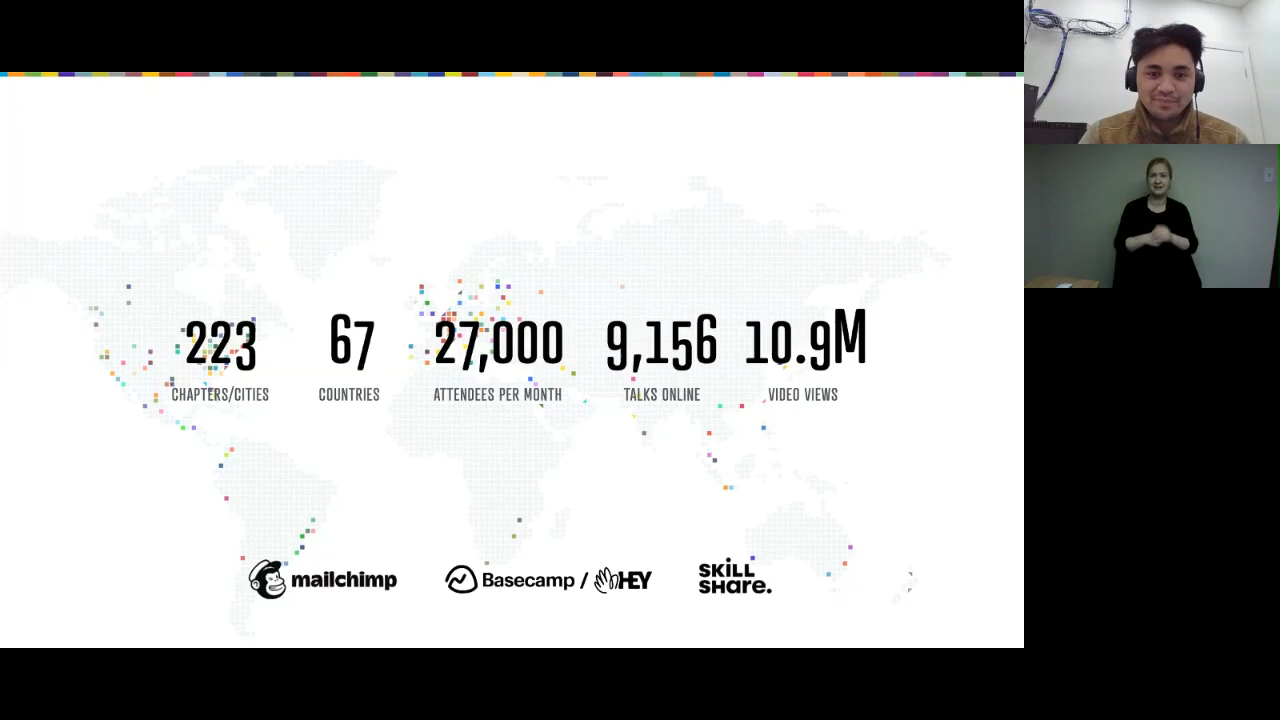 223 67 27,000 9,156 10.9M
CHAPTERS/CITIES COUNTRIES ATTENDEES PER MONTH TALKS ONLINE VIDEO VIEWS
mailchimp Basecamp / HEY SKILL
SHare.